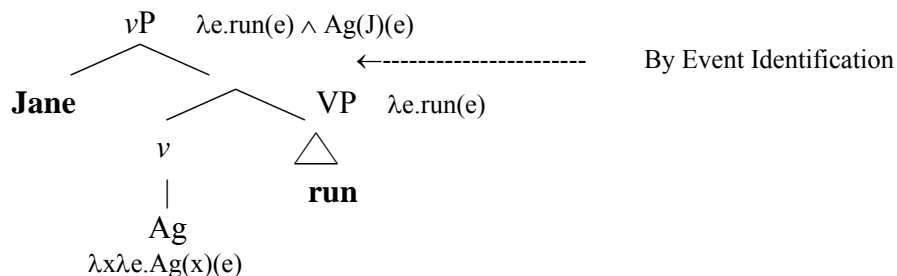 vP λe.run(e) ∧ Ag(J)(e)
←---------------------- By Event Identification
Jane VP λe.run(e)
v
run
Ag
λxλe.Ag(x)(e)